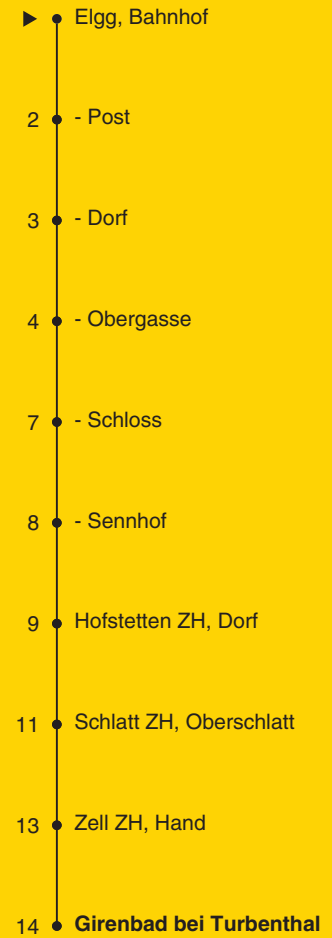 Elgg, Bahnhof
2 - Post
3 - Dorf
4 - Obergasse
7 - Schloss
8 - Sennhof
9 Hofstetten ZH, Dorf
11 Schlatt ZH, Oberschlatt
13 Zell ZH, Hand
14 Girenbad bei Turbenthal